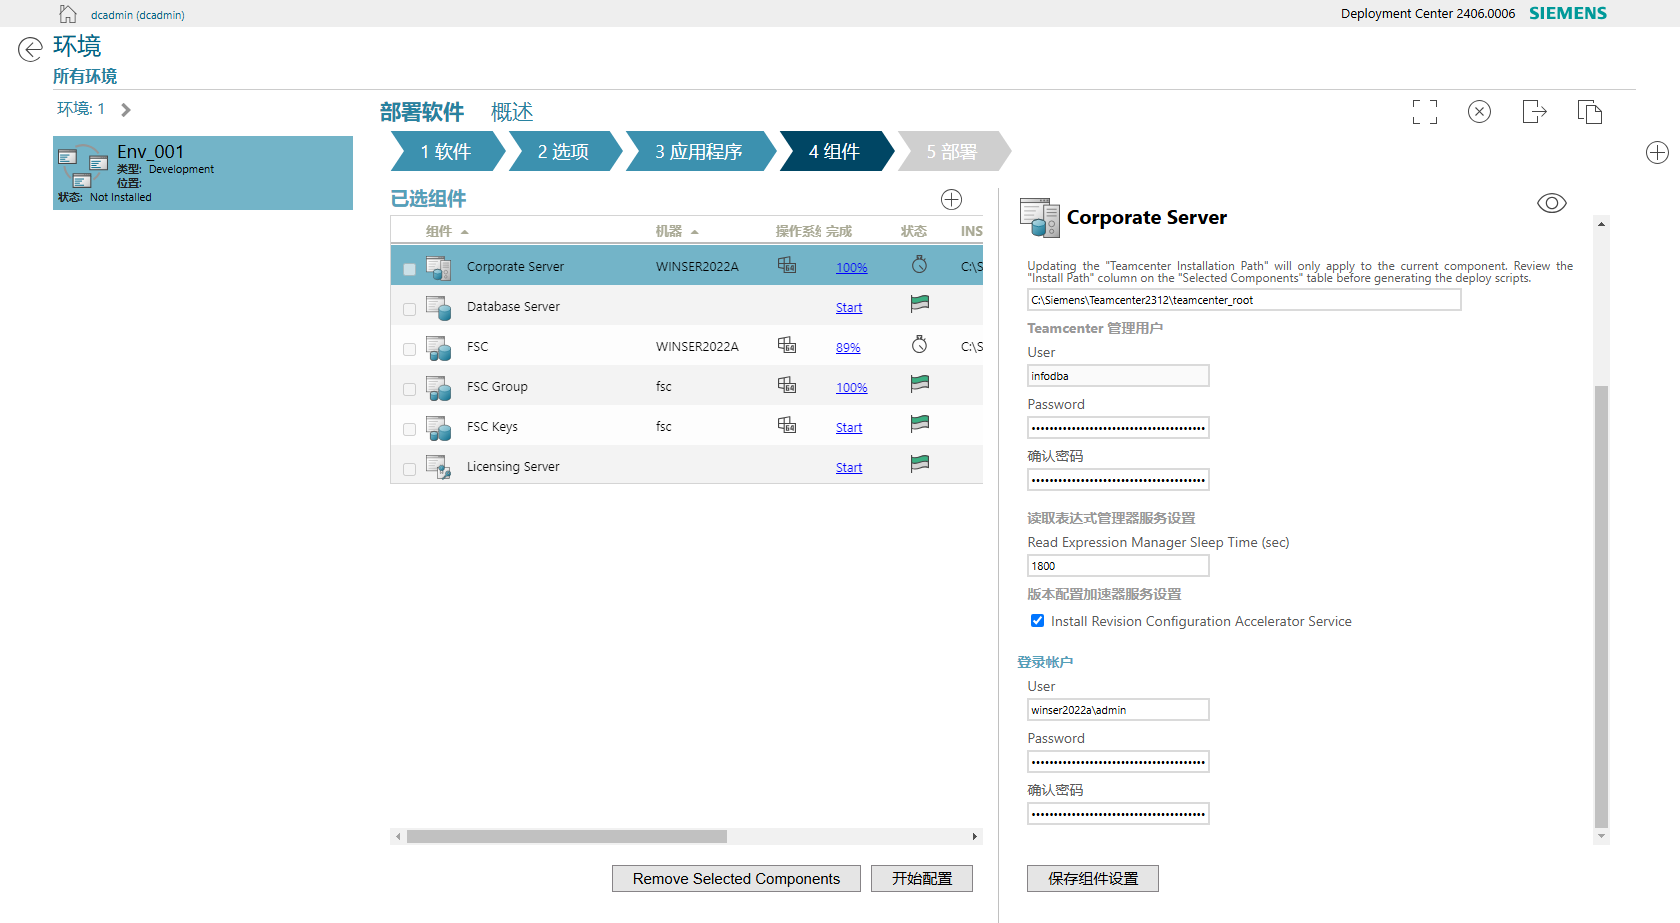 dcadmin (dcadmin)
Deployment Center 2406.0006 SIEMENS
环境
所有环境
环境: 1
部署软件 概述
1 软件 2 选项 3 应用程序 4 组件 5 部署
Env_001
类型: Development
位置:
状态: Not Installed
已选组件
组件 机器 操作系统 完成 状态 INS
Corporate Server WINSER2022A 64 100% C:\S
Database Server Start
FSC WINSER2022A 64 89% C:\S
FSC Group fsc 64 100%
FSC Keys fsc 64 Start
Licensing Server Start
Remove Selected Components 开始配置
Corporate Server
Updating the "Teamcenter Installation Path" will only apply to the current component. Review the
"Install Path" column on the "Selected Components" table before generating the deploy scripts.
C:\Siemens\Teamcenter2312\teamcenter_root
Teamcenter 管理用户
User
infodba
Password
••••••••••••••••••••••••••••••••••••••••
确认密码
••••••••••••••••••••••••••••••••••••••••
读取表达式管理器服务设置
Read Expression Manager Sleep Time (sec)
1800
版本配置加速器服务设置
Install Revision Configuration Accelerator Service
登录帐户
User
winser2022a\admin
Password
••••••••••••••••••••••••••••••••••••••••
确认密码
••••••••••••••••••••••••••••••••••••••••
保存组件设置